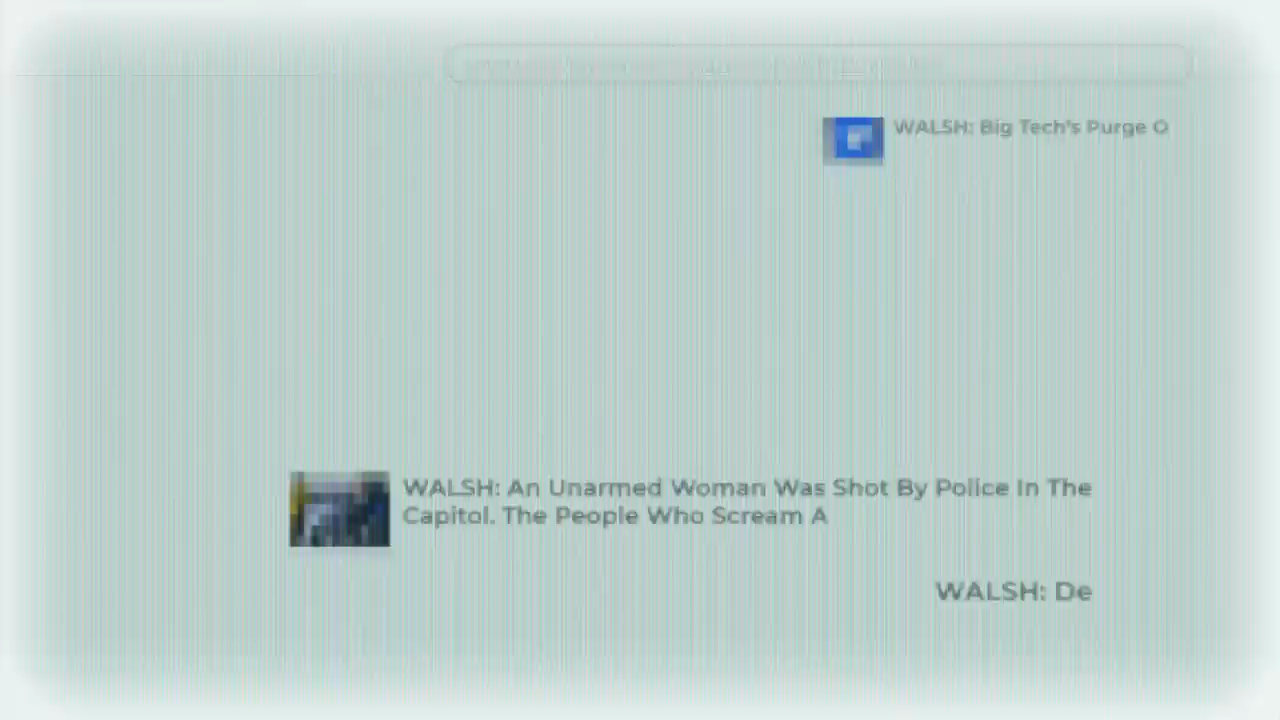 WALSH: Big Tech's Purge O
WALSH: An Unarmed Woman Was Shot By Police In The
Capitol. The People Who Scream A
WALSH: De